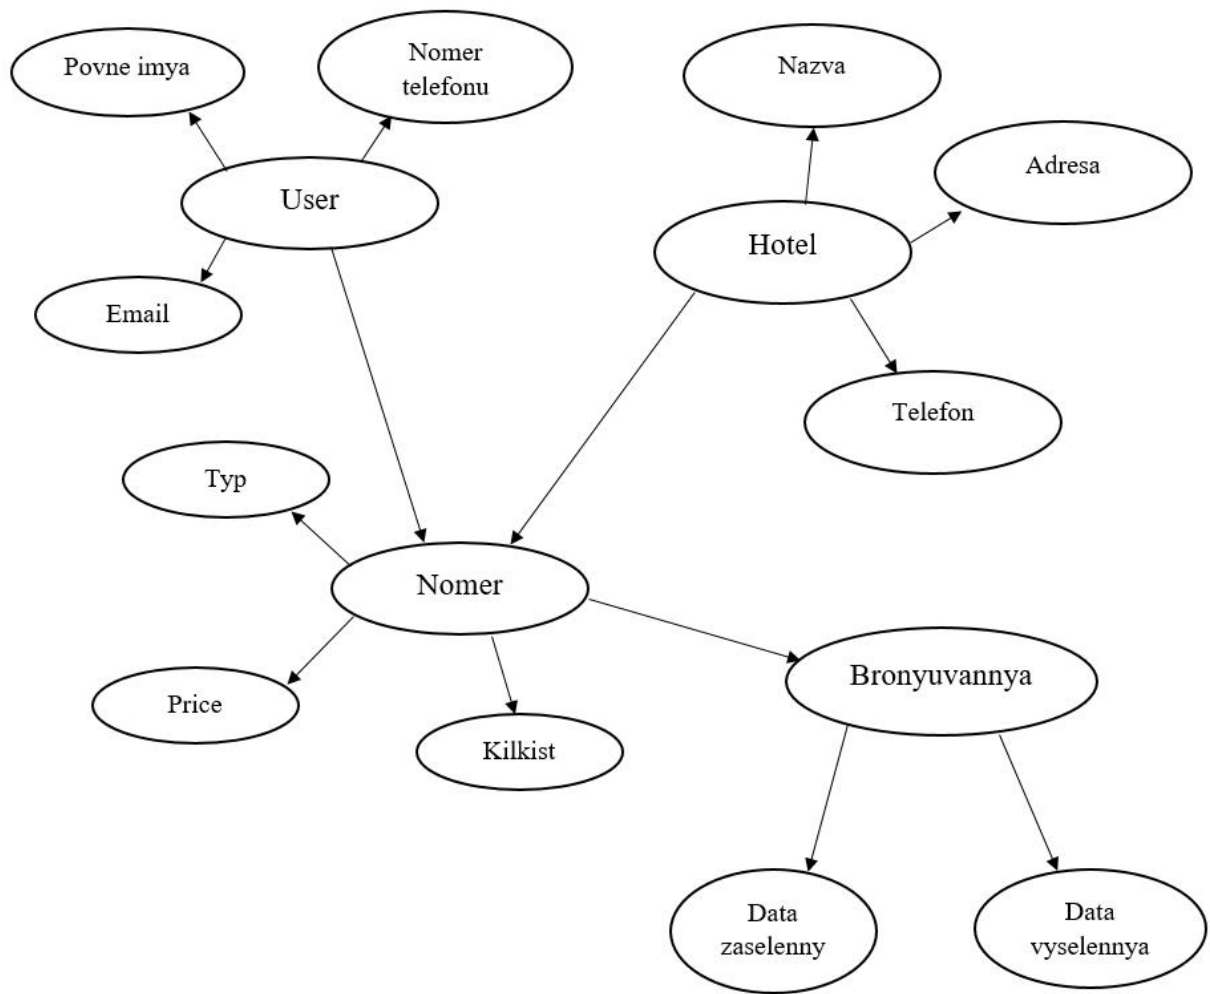 Povne imya
Nomer
telefonu
Nazva
Adresa
User
Hotel
Email
Telefon
Typ
Nomer
Bronyuvannya
Price
Kilkist
Data
zaselenny
Data
vyselennya